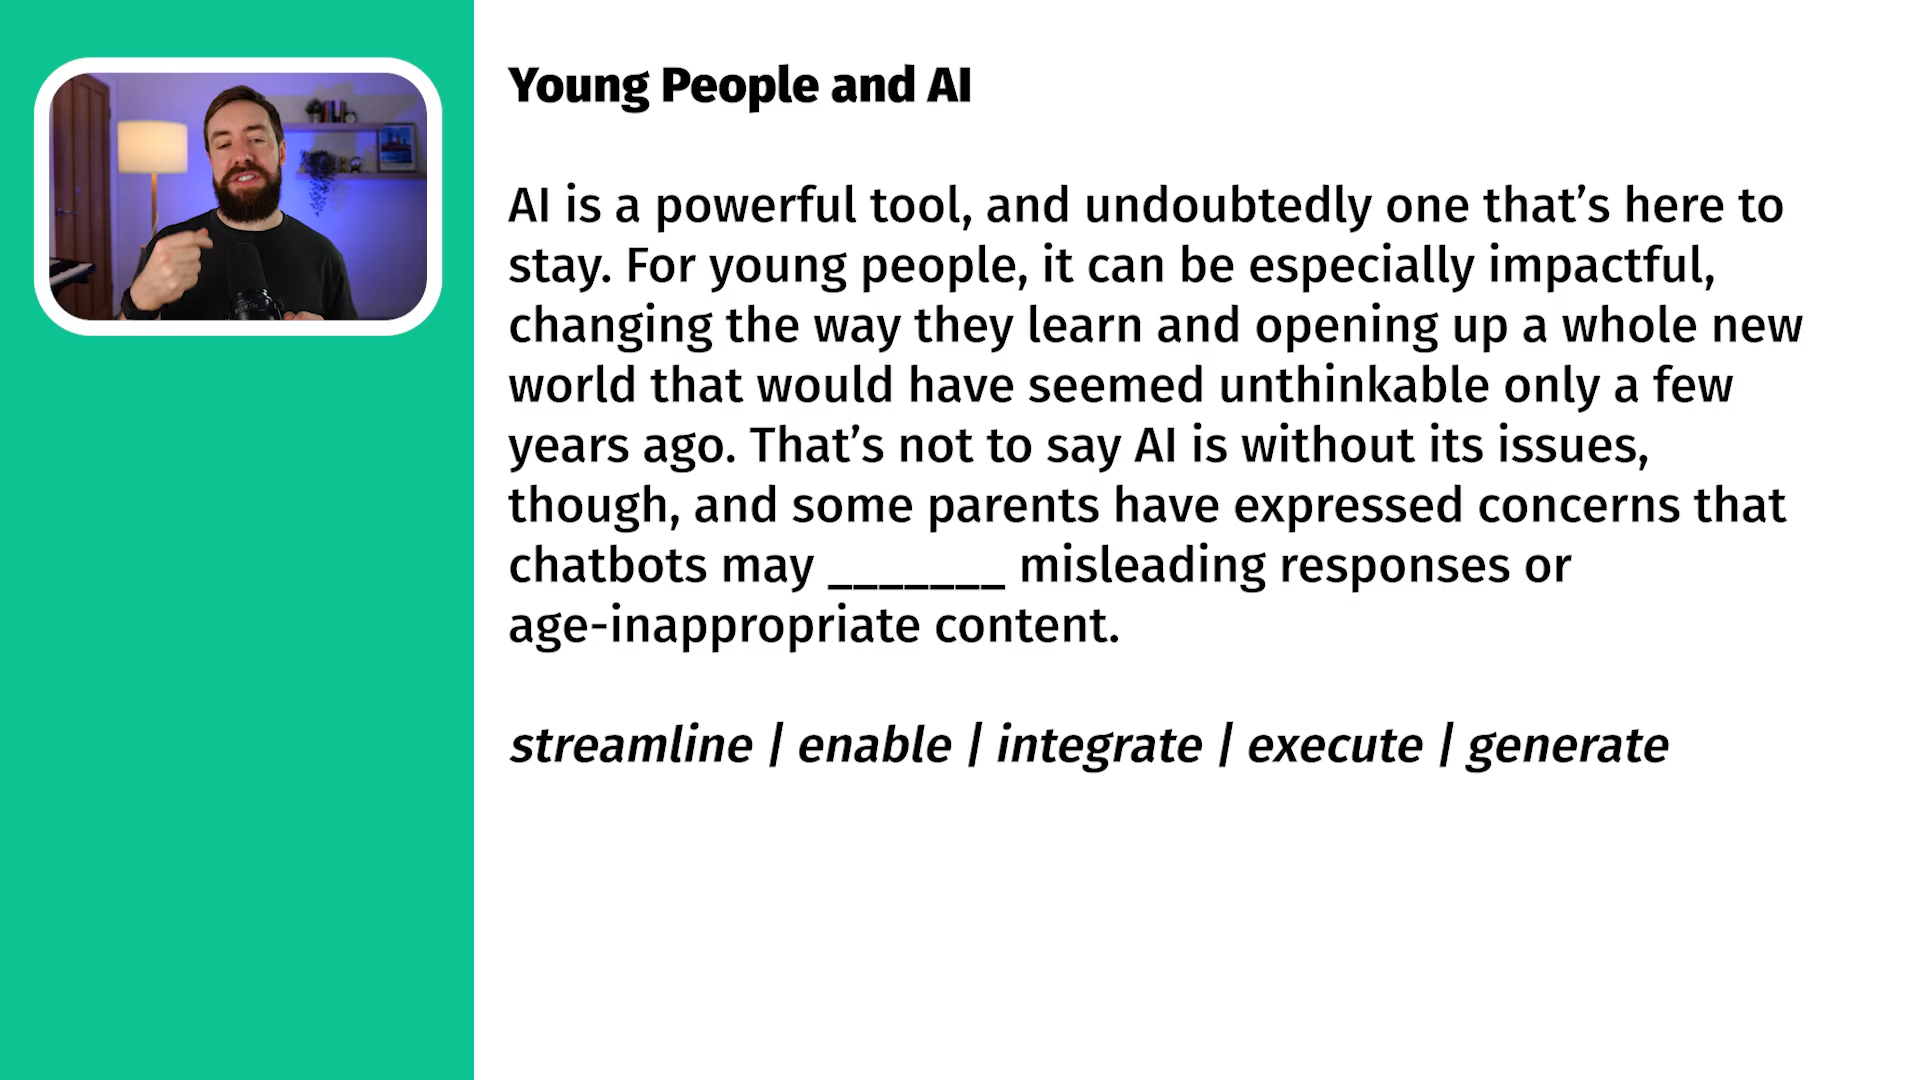 Young People and AI
AI is a powerful tool, and undoubtedly one that’s here to
stay. For young people, it can be especially impactful,
changing the way they learn and opening up a whole new
world that would have seemed unthinkable only a few
years ago. That’s not to say AI is without its issues,
though, and some parents have expressed concerns that
chatbots may _______ misleading responses or
age-inappropriate content.
streamline | enable | integrate | execute | generate